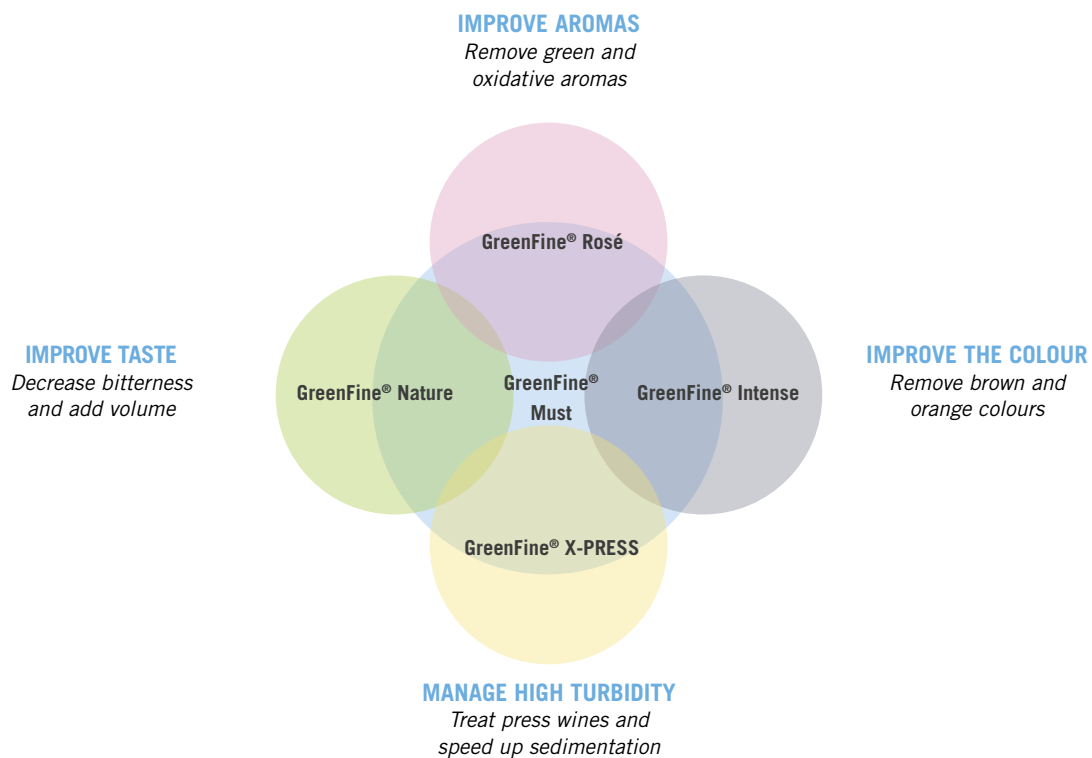 IMPROVE AROMAS
Remove green and
oxidative aromas
GreenFine® Rosé
IMPROVE TASTE
Decrease bitterness
and add volume
GreenFine® Nature
GreenFine®
Must
GreenFine® Intense
IMPROVE THE COLOUR
Remove brown and
orange colours
GreenFine® X-PRESS
MANAGE HIGH TURBIDITY
Treat press wines and
speed up sedimentation